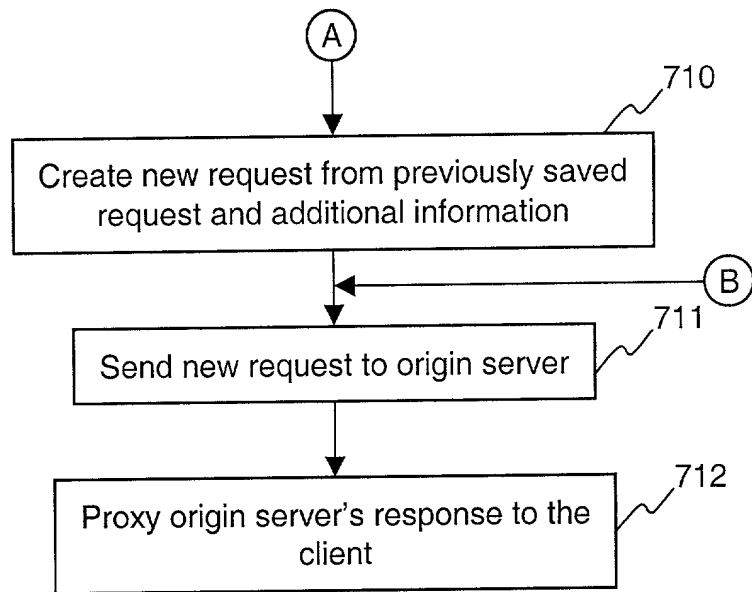 A
710
Create new request from previously saved
request and additional information
B
711
Send new request to origin server
712
Proxy origin server's response to the
client